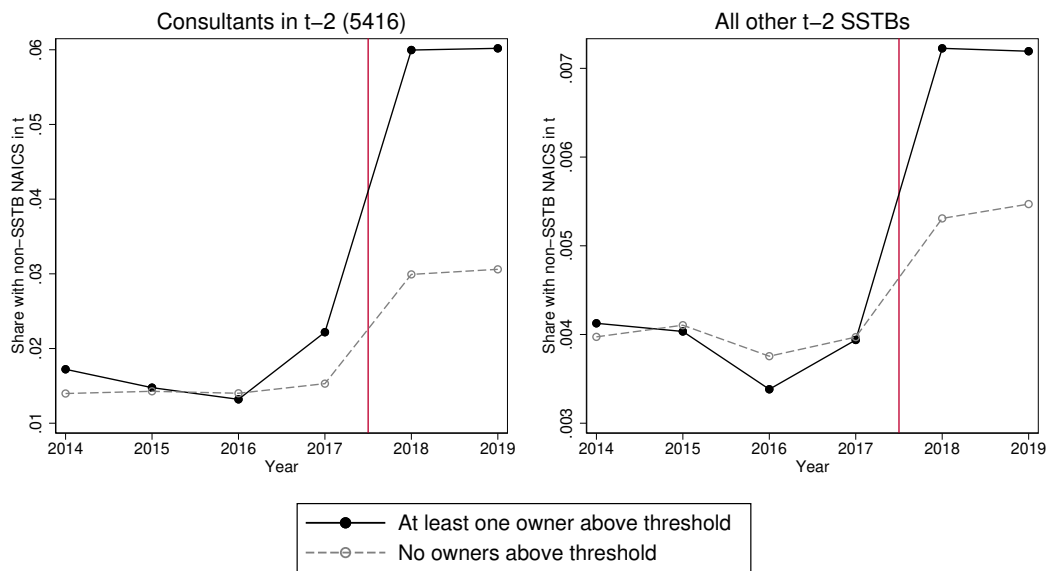 Consultants in t−2 (5416)
Share with non−SSTB NAICS in t
.06
.05
.04
.03
.02
.01
2014 2015 2016 2017 2018 2019
Year
All other t−2 SSTBs
Share with non−SSTB NAICS in t
.007
.006
.005
.004
.003
2014 2015 2016 2017 2018 2019
Year
At least one owner above threshold
No owners above threshold